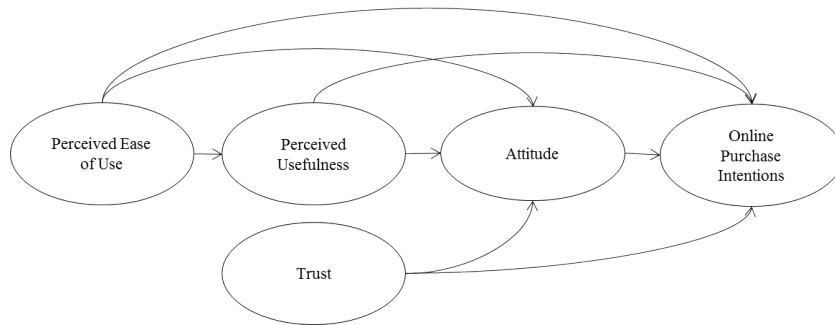 Perceived Ease
of Use
Perceived
Usefulness
Attitude
Online
Purchase
Intentions
Trust